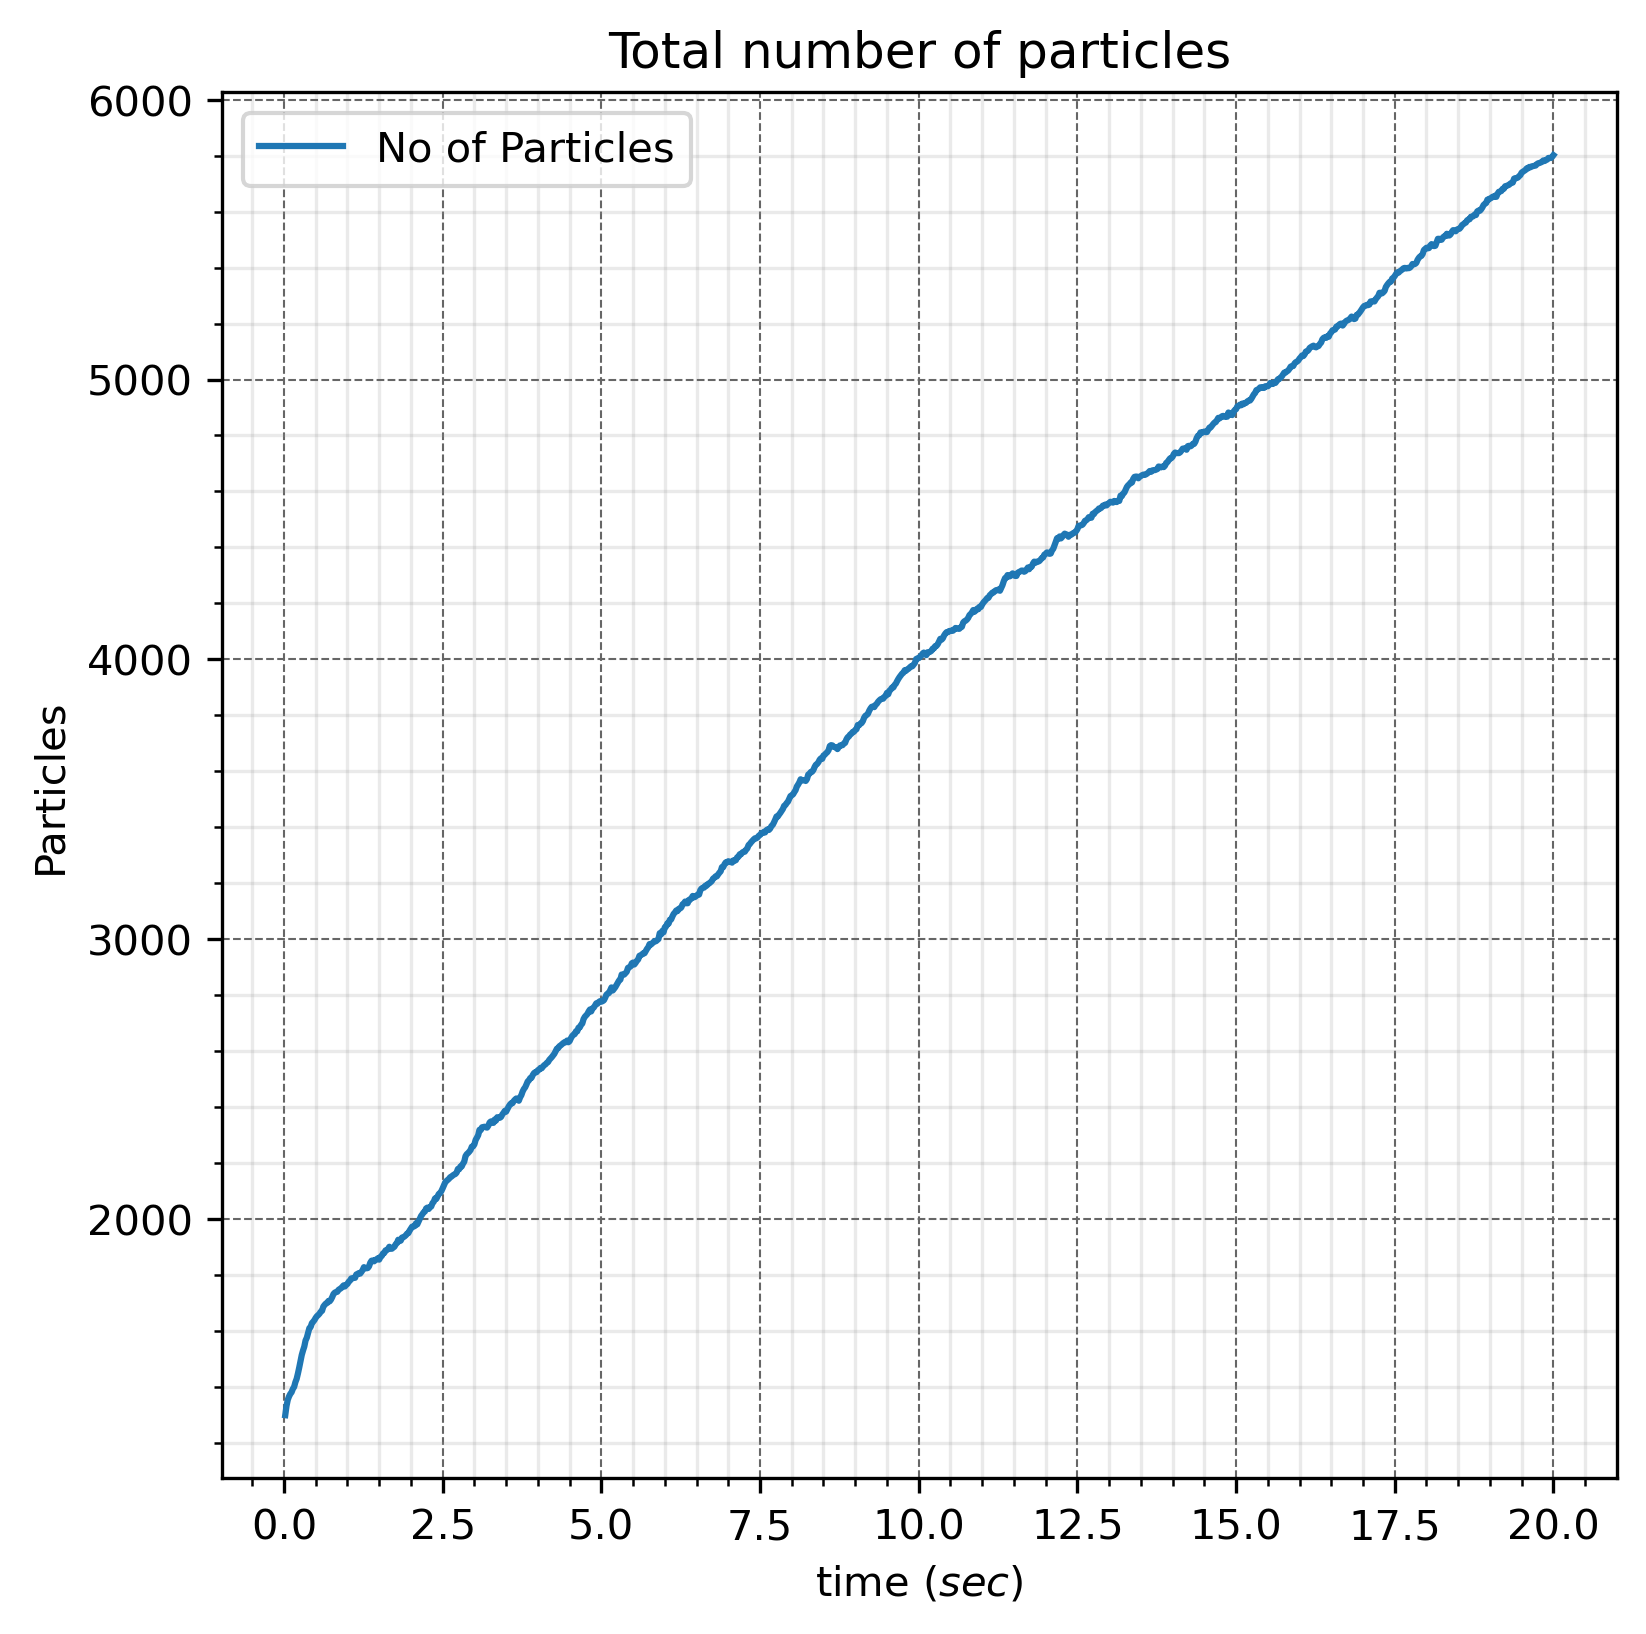 Total number of particles
No of Particles
6000
5000
4000
3000
2000
Particles
0.0 2.5 5.0 7.5 10.0 12.5 15.0 17.5 20.0
time (sec)